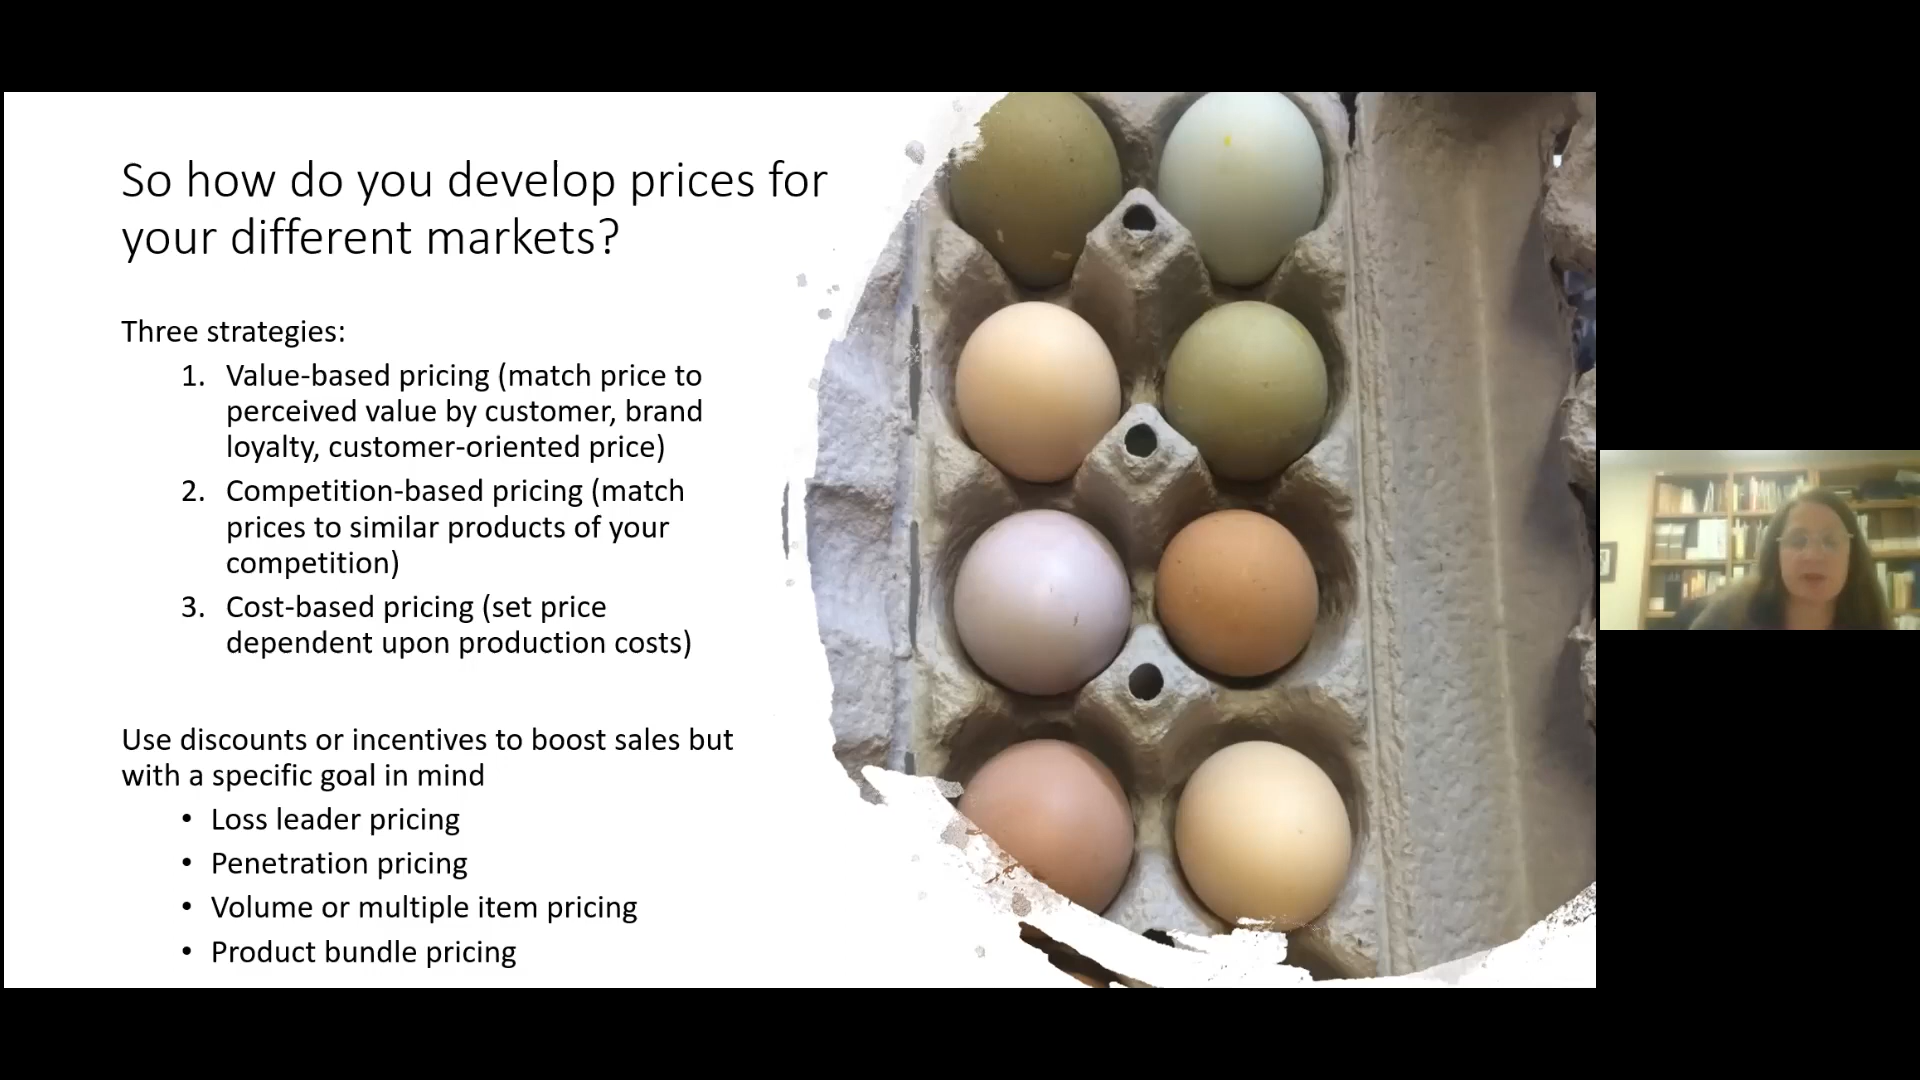 So how do you develop prices for
your different markets?
Three strategies:
1. Value-based pricing (match price to
perceived value by customer, brand
loyalty, customer-oriented price)
2. Competition-based pricing (match
prices to similar products of your
competition)
3. Cost-based pricing (set price
dependent upon production costs)
Use discounts or incentives to boost sales but
with a specific goal in mind
• Loss leader pricing
• Penetration pricing
• Volume or multiple item pricing
• Product bundle pricing